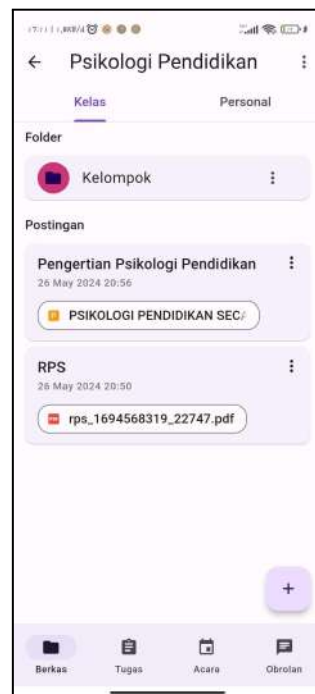 Psikologi Pendidikan
Kelas Personal
Folder
Kelompok
Postingan
Pengertian Psikologi Pendidikan
26 May 2024 20:56
PSIKOLOGI PENDIDIKAN SEC
RPS
26 May 2024 20:50
rps_1694568319_22747.pdf
+
Berkas Tugas Acara Obrolan